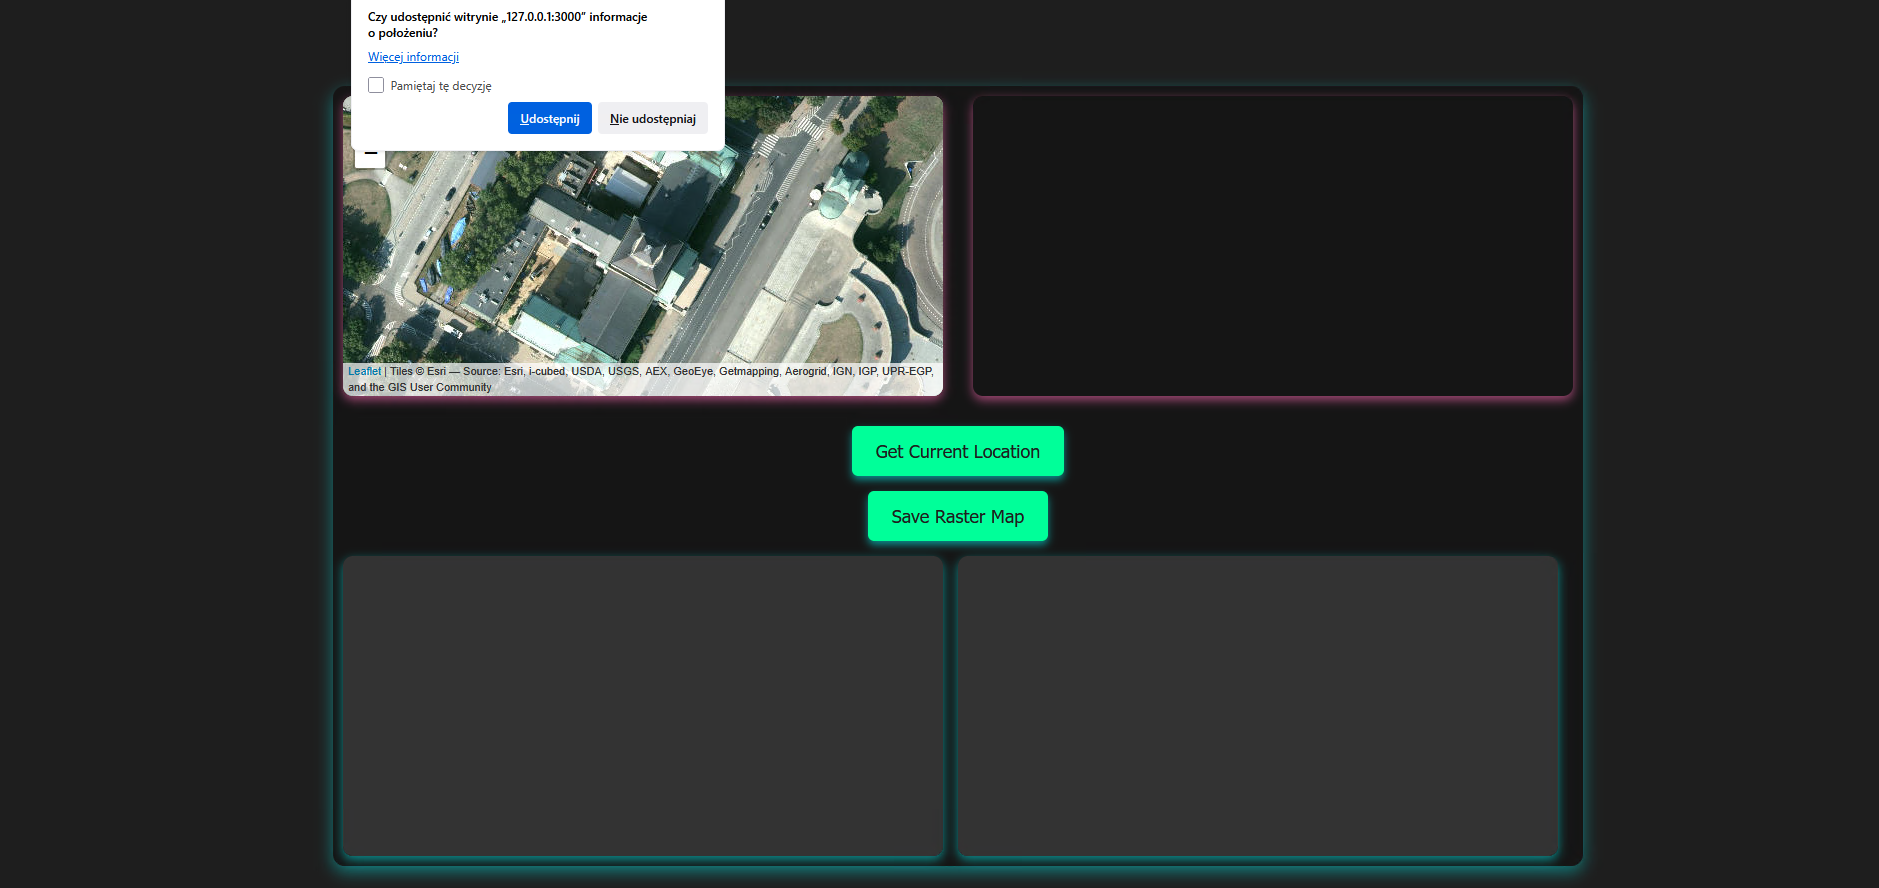 Czy udostępnić witrynie „127.0.0.1:3000” informacje
o położeniu?
Więcej informacji
Pamiętaj tę decyzję
Udostępnij
Nie udostępniaj
Leaflet | Tiles © Esri — Source: Esri, i-cubed, USDA, USGS, AEX, GeoEye, Getmapping, Aerogrid, IGN, IGP, UPR-EGP,
and the GIS User Community
Get Current Location
Save Raster Map